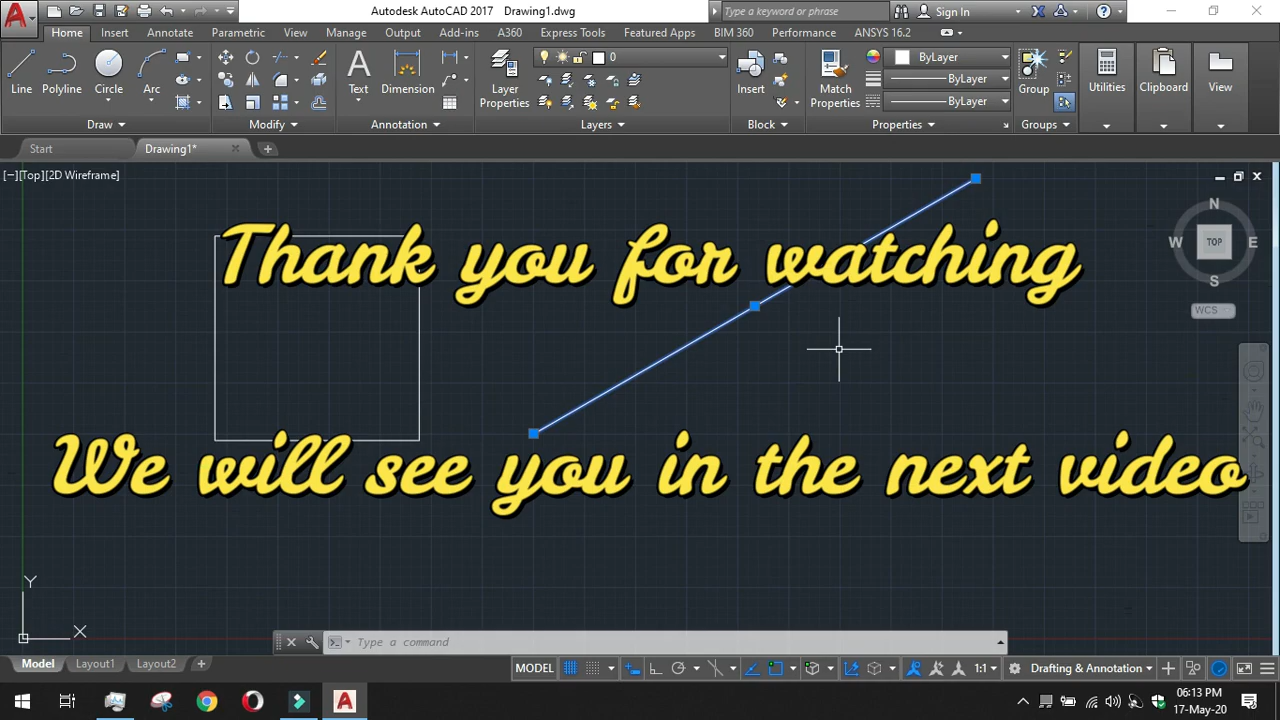 Autodesk AutoCAD 2017 Drawing1.dwg
Type a keyword or phrase
Sign In
Home Insert Annotate Parametric View Manage Output Add-ins A360 Express Tools Featured Apps BIM 360 Performance ANSYS 16.2
0
ByLayer
ByLayer
ByLayer
Line Polyline Circle Arc Text Dimension Layer Properties Insert Match Properties Group Utilities Clipboard View
Draw Modify Annotation Layers Block Properties Groups
Start Drawing1* +
[−][Top][2D Wireframe]
N
W TOP E
S
WCS
Thank you for watching
We will see you in the next video
Y
X
Type a command
Model Layout1 Layout2 +
MODEL 1:1 Drafting & Annotation
06:13 PM
17-May-20